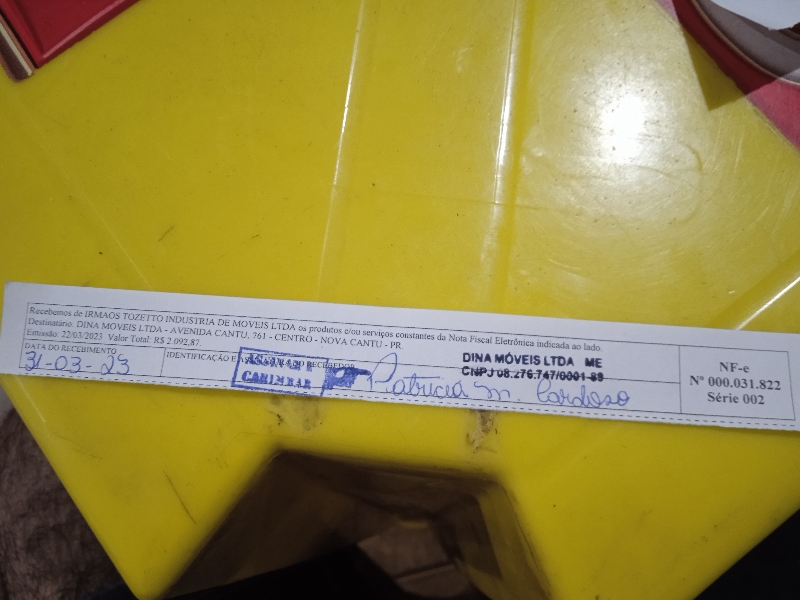 Recebemos de IRMAOS TOZETTO INDUSTRIA DE MOVEIS LTDA os produtos e/ou serviços constantes da Nota Fiscal Eletrônica indicada ao lado.
Destinatário: DINA MOVEIS LTDA - AVENIDA CANTU, 761 - CENTRO - NOVA CANTU - PR.
Emissão: 22/03/2023 Valor Total: R$ 2.092,87.
DATA DO RECEBIMENTO
31-03-23
IDENTIFICAÇÃO E ASSINATURA DO RECEBEDOR
ASSINAR E
CARIMBAR
Patricia M. Cardoso
DINA MÓVEIS LTDA ME
CNPJ 08.276.747/0001-89
NF-e
Nº 000.031.822
Série 002